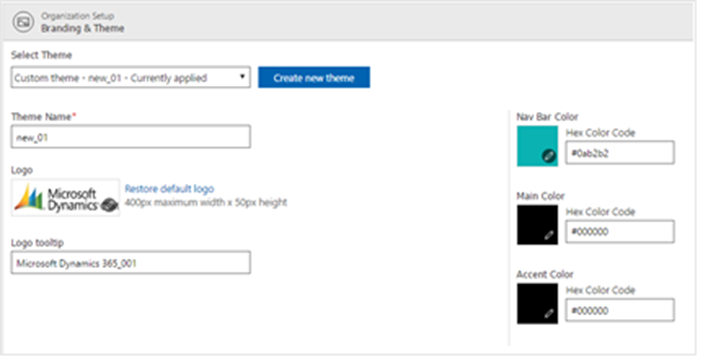 Organization Setup
Branding & Theme
Select Theme
Custom theme - new_01 - Currently applied
Create new theme
Theme Name*
new_01
Logo
Microsoft
Dynamics
Restore default logo
400px maximum width x 50px height
Logo tooltip
Microsoft Dynamics 365_001
Nav Bar Color
Hex Color Code
#0ab2b2
Main Color
Hex Color Code
#000000
Accent Color
Hex Color Code
#000000